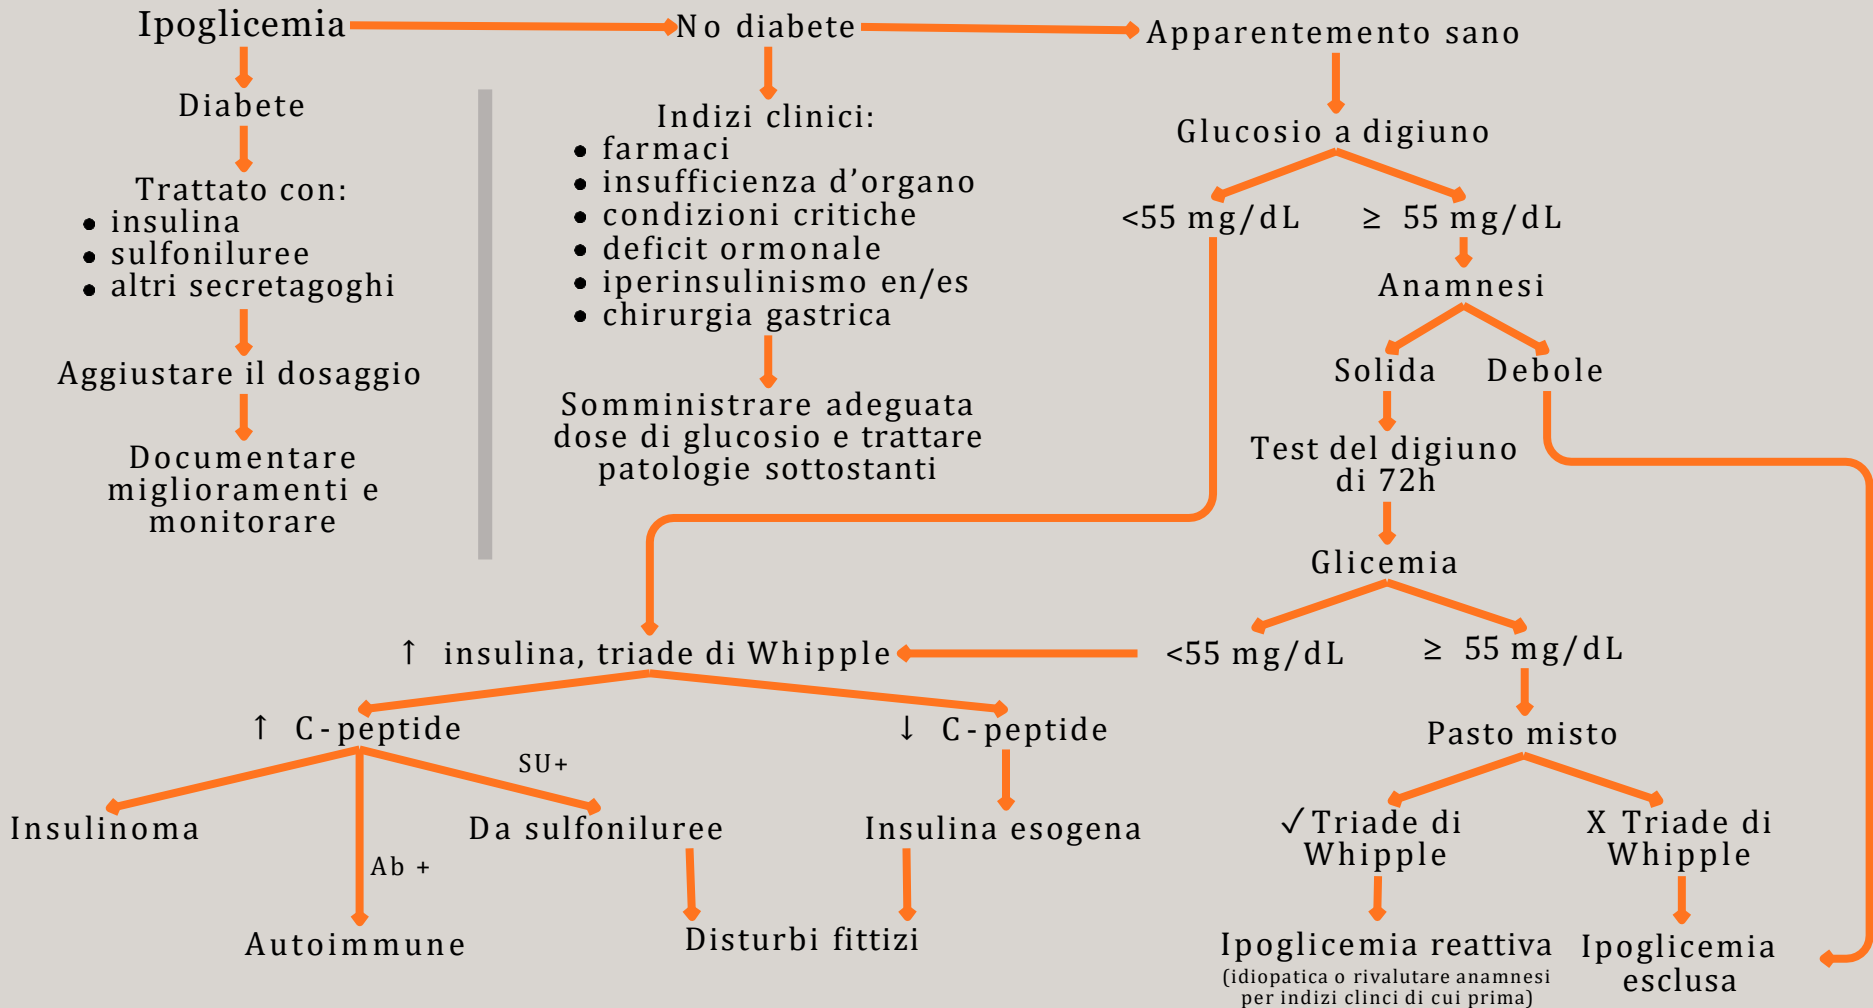 Ipoglicemia
No diabete
Apparentemento sano
Diabete
Trattato con:
• insulina
• sulfoniluree
• altri secretagoghi
Aggiustare il dosaggio
Documentare
miglioramenti e
monitorare
Indizi clinici:
• farmaci
• insufficienza d'organo
• condizioni critiche
• deficit ormonale
• iperinsulinismo en/es
• chirurgia gastrica
Somministrare adeguata
dose di glucosio e trattare
patologie sottostanti
Glucosio a digiuno
<55 mg/dL
≥ 55 mg/dL
Anamnesi
Solida
Debole
Test del digiuno
di 72h
Glicemia
<55 mg/dL
≥ 55 mg/dL
↑ insulina, triade di Whipple
↑ C-peptide
↓ C-peptide
SU+
Insulinoma
Da sulfoniluree
Insulina esogena
Ab +
Autoimmune
Disturbi fittizi
Pasto misto
✓Triade di
Whipple
X Triade di
Whipple
Ipoglicemia reattiva
(idiopatica o rivalutare anamnesi
per indizi clinci di cui prima)
Ipoglicemia
esclusa